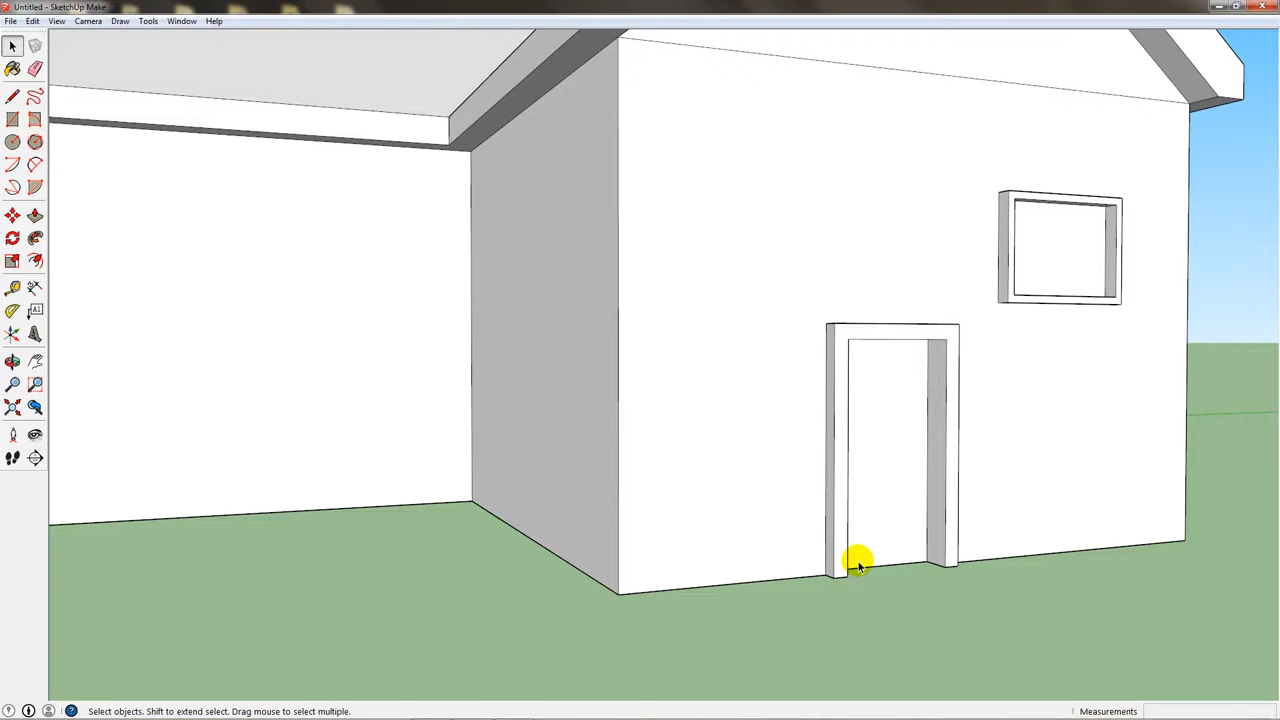 Untitled - SketchUp Make
File Edit View Camera Draw Tools Window Help
A1
Select objects. Shift to extend select. Drag mouse to select multiple.
Measurements